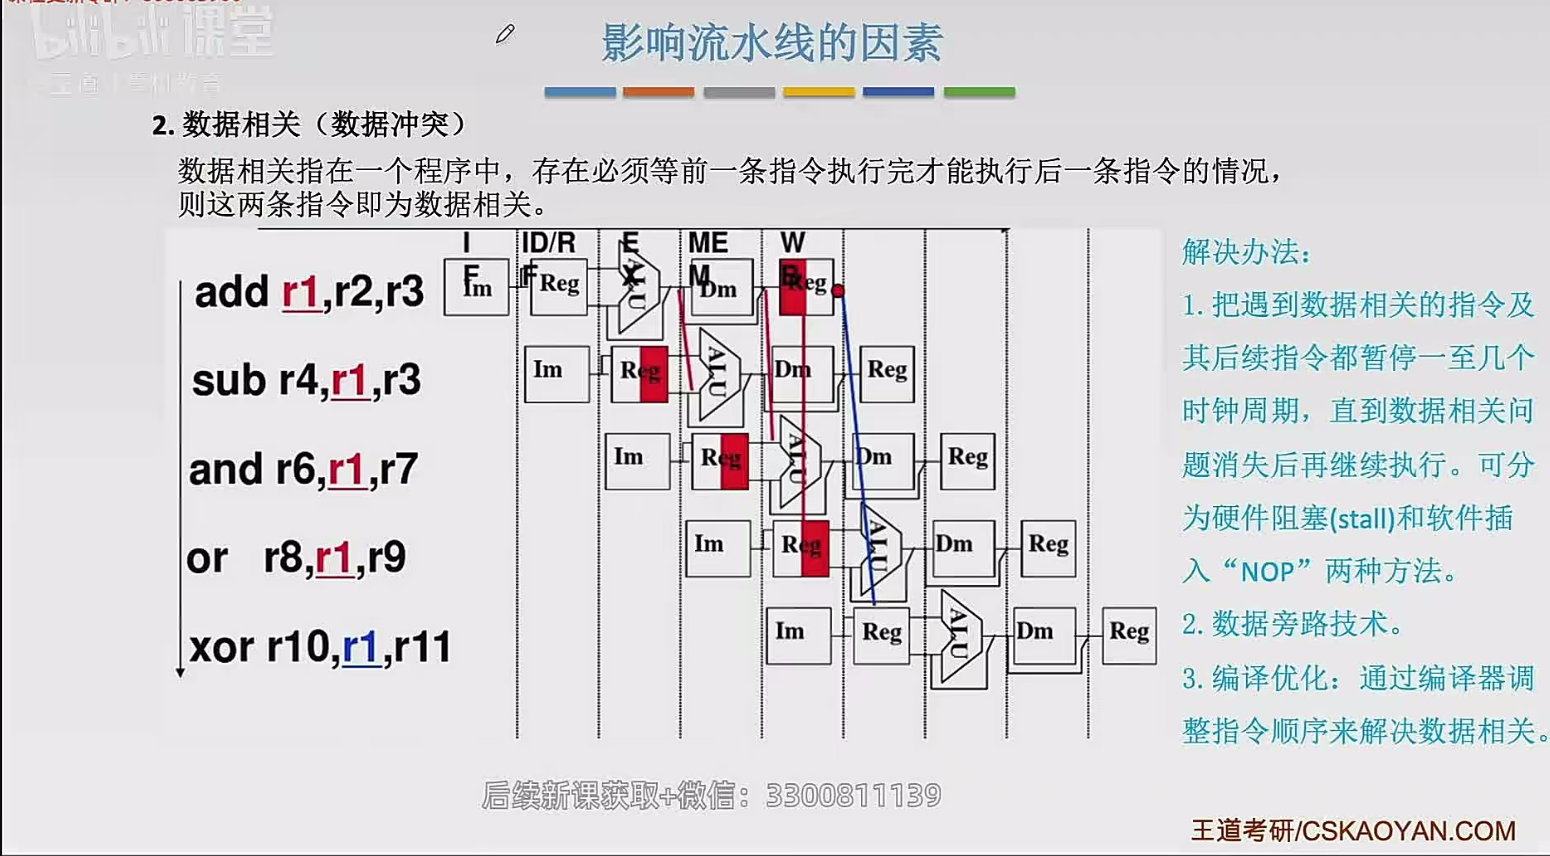 bilibili 课堂
影响流水线的因素
2. 数据相关（数据冲突）
数据相关指在一个程序中，存在必须等前一条指令执行完才能执行后一条指令的情况，
则这两条指令即为数据相关。
IF ID/RF EX MEM WB
add r1,r2,r3 Im Reg ALU Dm Reg
sub r4,r1,r3 Im Reg ALU Dm Reg
and r6,r1,r7 Im Reg ALU Dm Reg
or r8,r1,r9 Im Reg ALU Dm Reg
xor r10,r1,r11 Im Reg ALU Dm Reg
解决办法：
1. 把遇到数据相关的指令及
其后续指令都暂停一至几个
时钟周期，直到数据相关问
题消失后再继续执行。可分
为硬件阻塞(stall)和软件插
入“NOP”两种方法。
2. 数据旁路技术。
3. 编译优化：通过编译器调
整指令顺序来解决数据相关。
后续新课获取+微信：3300811139
王道考研/CSKAOYAN.COM